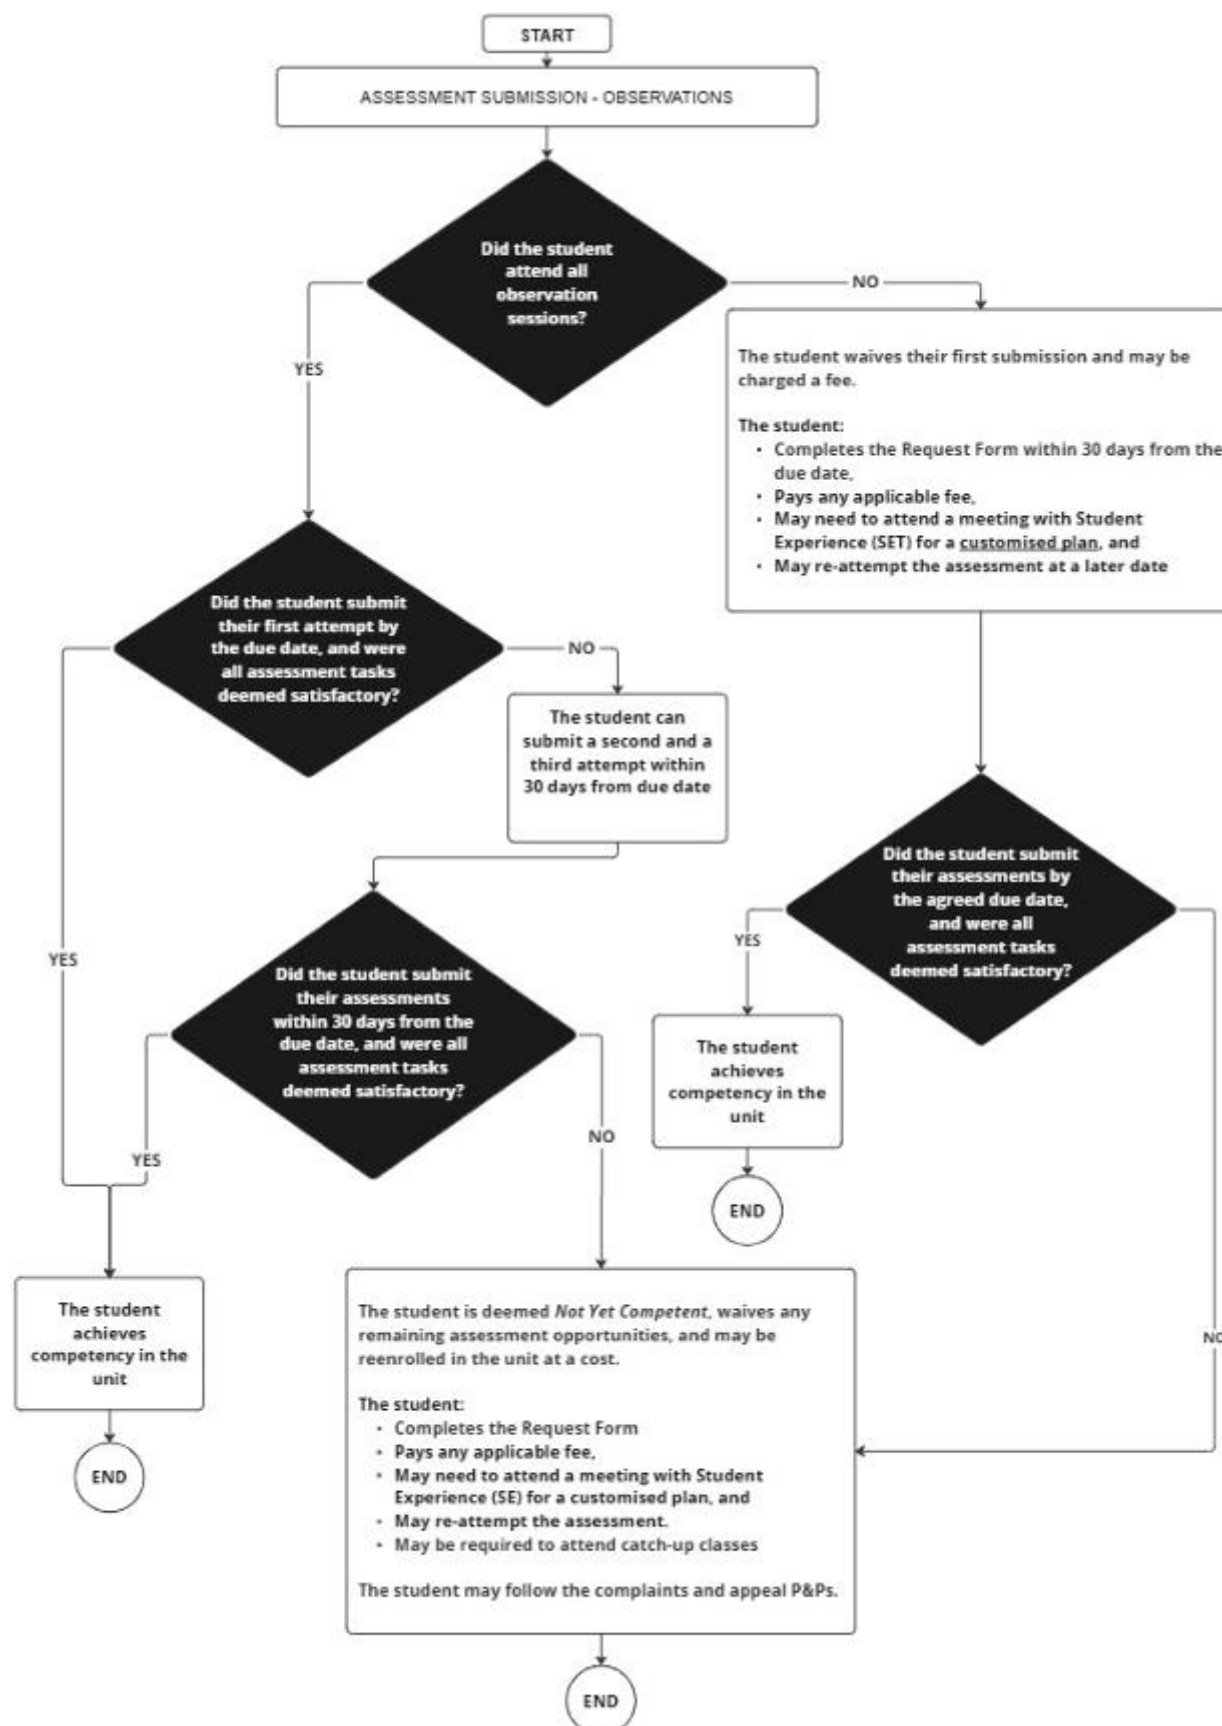 START
ASSESSMENT SUBMISSION - OBSERVATIONS
Did the student
attend all
observation
sessions?
NO
YES
The student waives their first submission and may be
charged a fee.
The student:
• Completes the Request Form within 30 days from the
due date,
• Pays any applicable fee,
• May need to attend a meeting with Student
Experience (SET) for a customised plan, and
• May re-attempt the assessment at a later date
Did the student submit
their first attempt by
the due date, and were
all assessment tasks
deemed satisfactory?
NO
YES
The student can
submit a second and a
third attempt within
30 days from due date
Did the student submit
their assessments by
the agreed due date,
and were all
assessment tasks
deemed satisfactory?
YES
NO
Did the student submit
their assessments
within 30 days from the
due date, and were all
assessment tasks
deemed satisfactory?
YES
NO
The student
achieves
competency in the
unit
END
The student
achieves
competency in the
unit
END
The student is deemed Not Yet Competent, waives any
remaining assessment opportunities, and may be
reenrolled in the unit at a cost.
The student:
• Completes the Request Form
• Pays any applicable fee,
• May need to attend a meeting with Student
Experience (SE) for a customised plan, and
• May re-attempt the assessment.
• May be required to attend catch-up classes
The student may follow the complaints and appeal P&Ps.
END